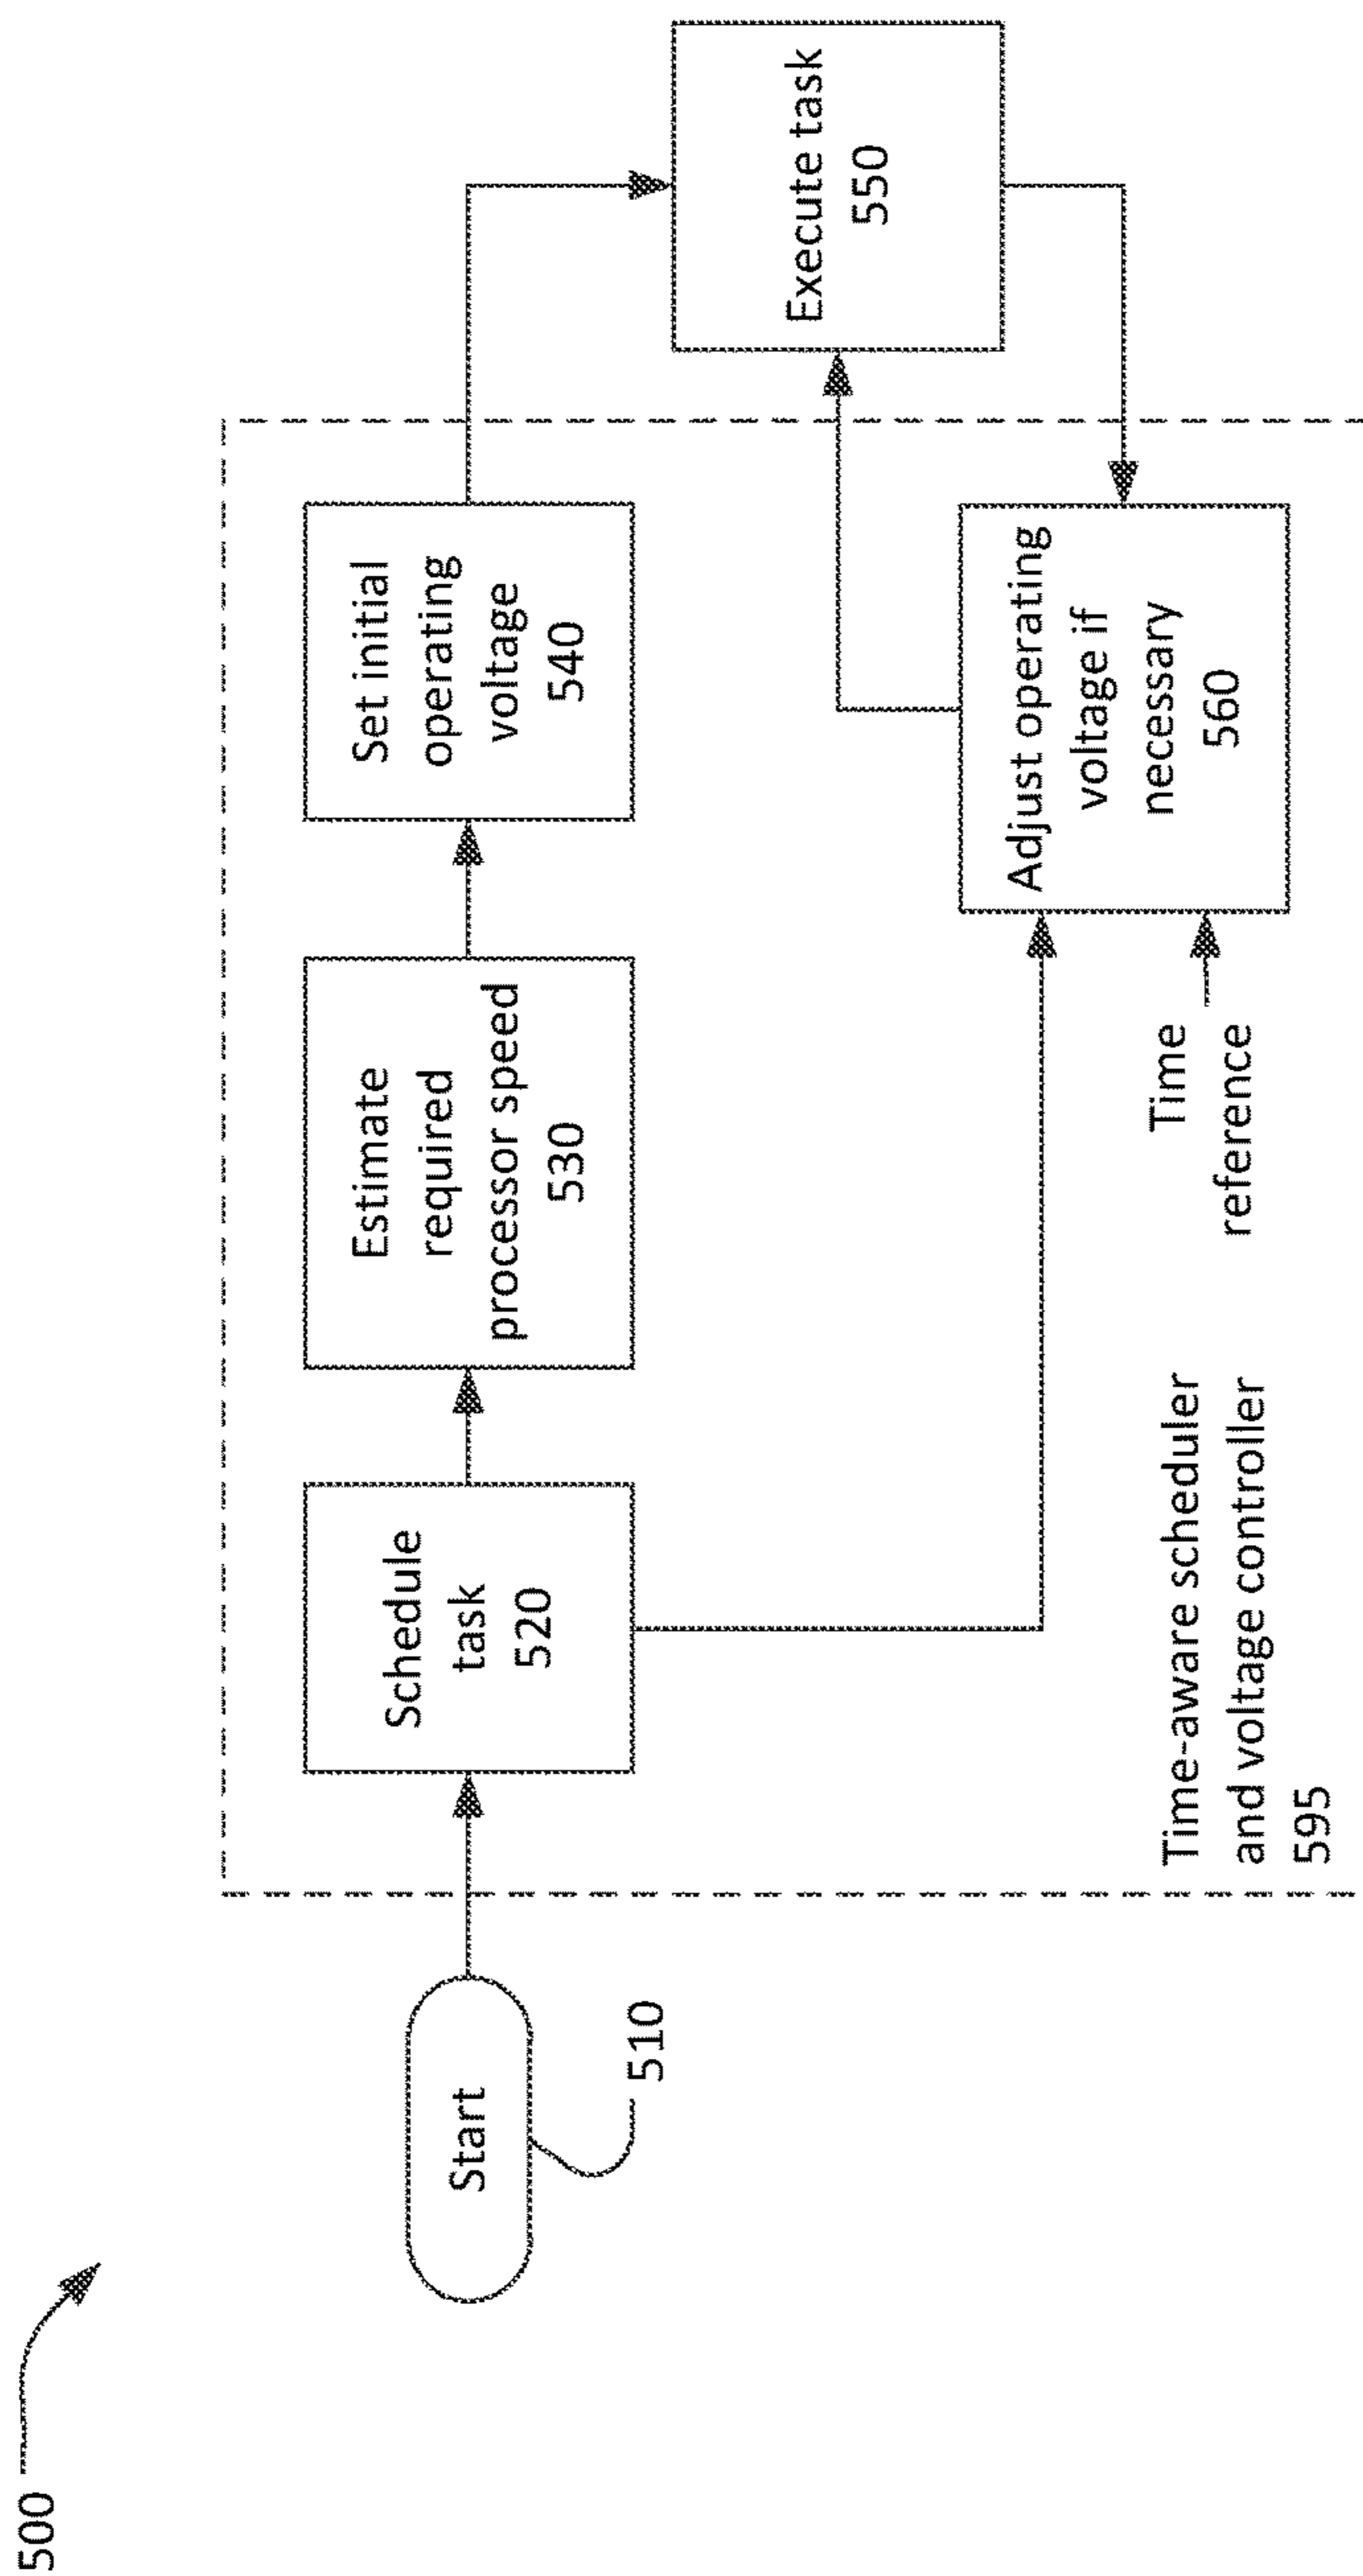 500
Start
510
Schedule
task
520
Estimate
required
processor speed
530
Set initial
operating
voltage
540
Execute task
550
Adjust operating
voltage if
necessary
560
Time
reference
Time-aware scheduler
and voltage controller
595